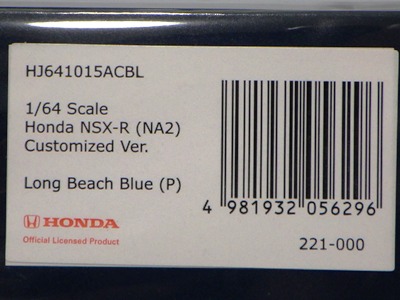 HJ641015ACBL
1/64 Scale
Honda NSX-R (NA2)
Customized Ver.
Long Beach Blue (P)
4 981932 056296
HONDA
Official Licensed Product
221-000